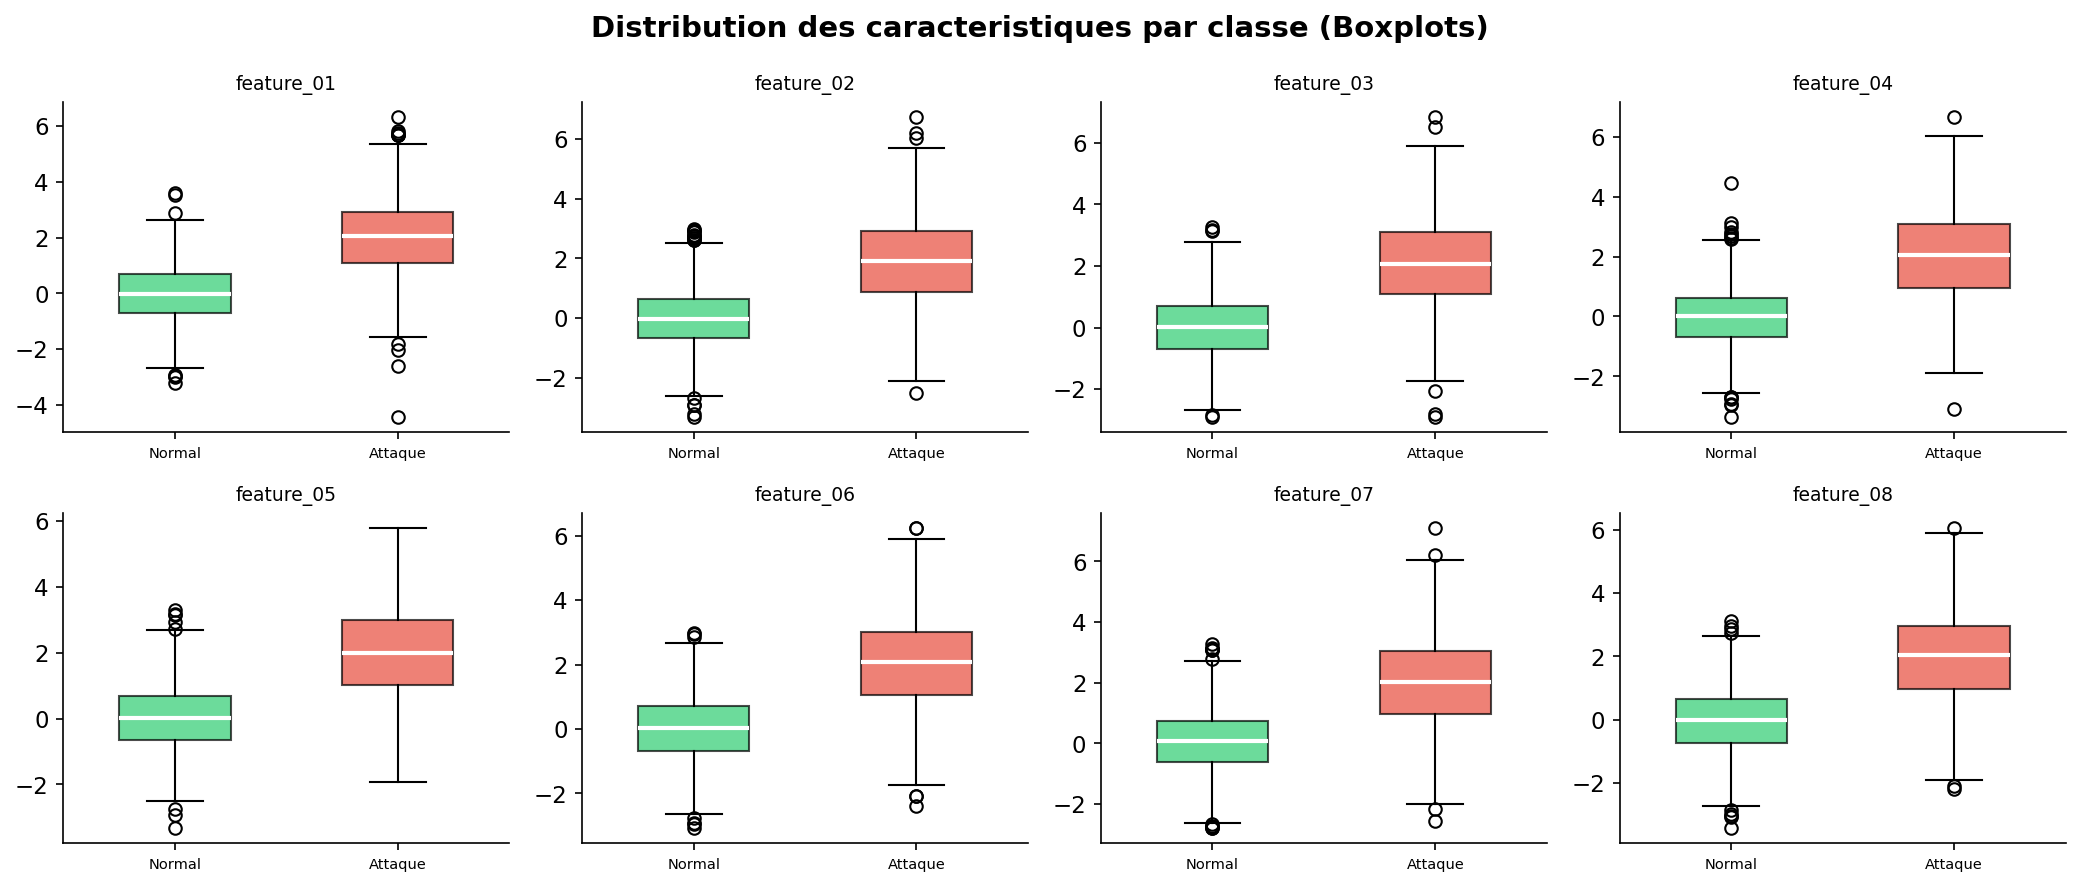 Distribution des caracteristiques par classe (Boxplots)
feature_01
feature_02
feature_03
feature_04
6
4
2
0
−2
−4
6
4
2
0
−2
6
4
2
0
−2
6
4
2
0
−2
Normal
Attaque
Normal
Attaque
Normal
Attaque
Normal
Attaque
feature_05
feature_06
feature_07
feature_08
6
4
2
0
−2
6
4
2
0
−2
6
4
2
0
−2
6
4
2
0
−2
Normal
Attaque
Normal
Attaque
Normal
Attaque
Normal
Attaque